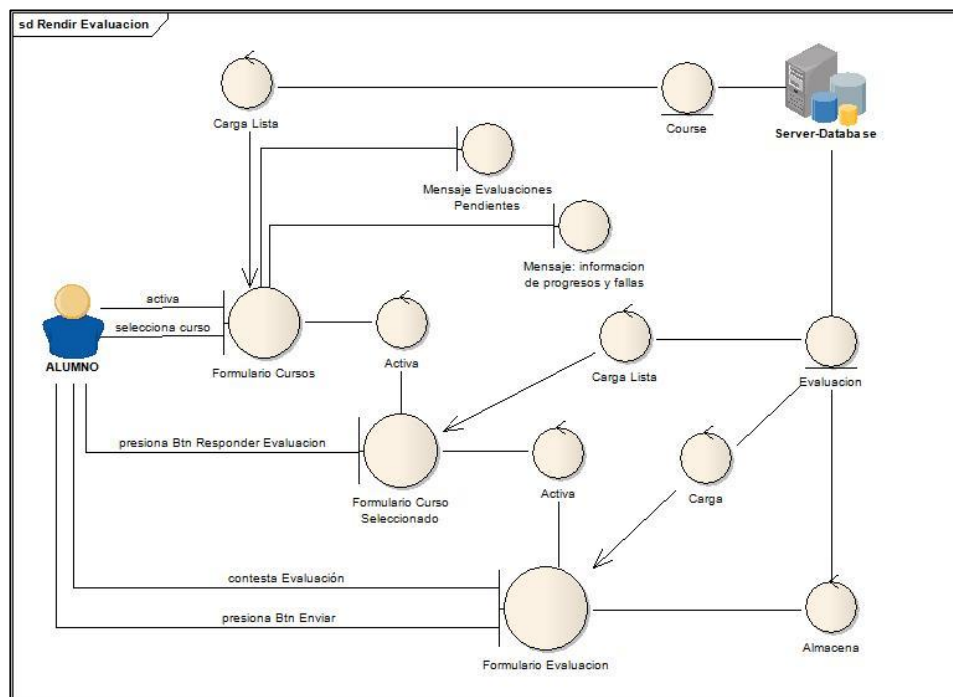 sd Rendir Evaluacion
Carga Lista
Course
Server-Database
Mensaje Evaluaciones
Pendientes
Mensaje: informacion
de progresos y fallas
activa
selecciona curso
ALUMNO
Formulario Cursos
Activa
Carga Lista
Evaluacion
presiona Btn Responder Evaluacion
Formulario Curso
Seleccionado
Activa
Carga
contesta Evaluación
presiona Btn Enviar
Formulario Evaluacion
Almacena